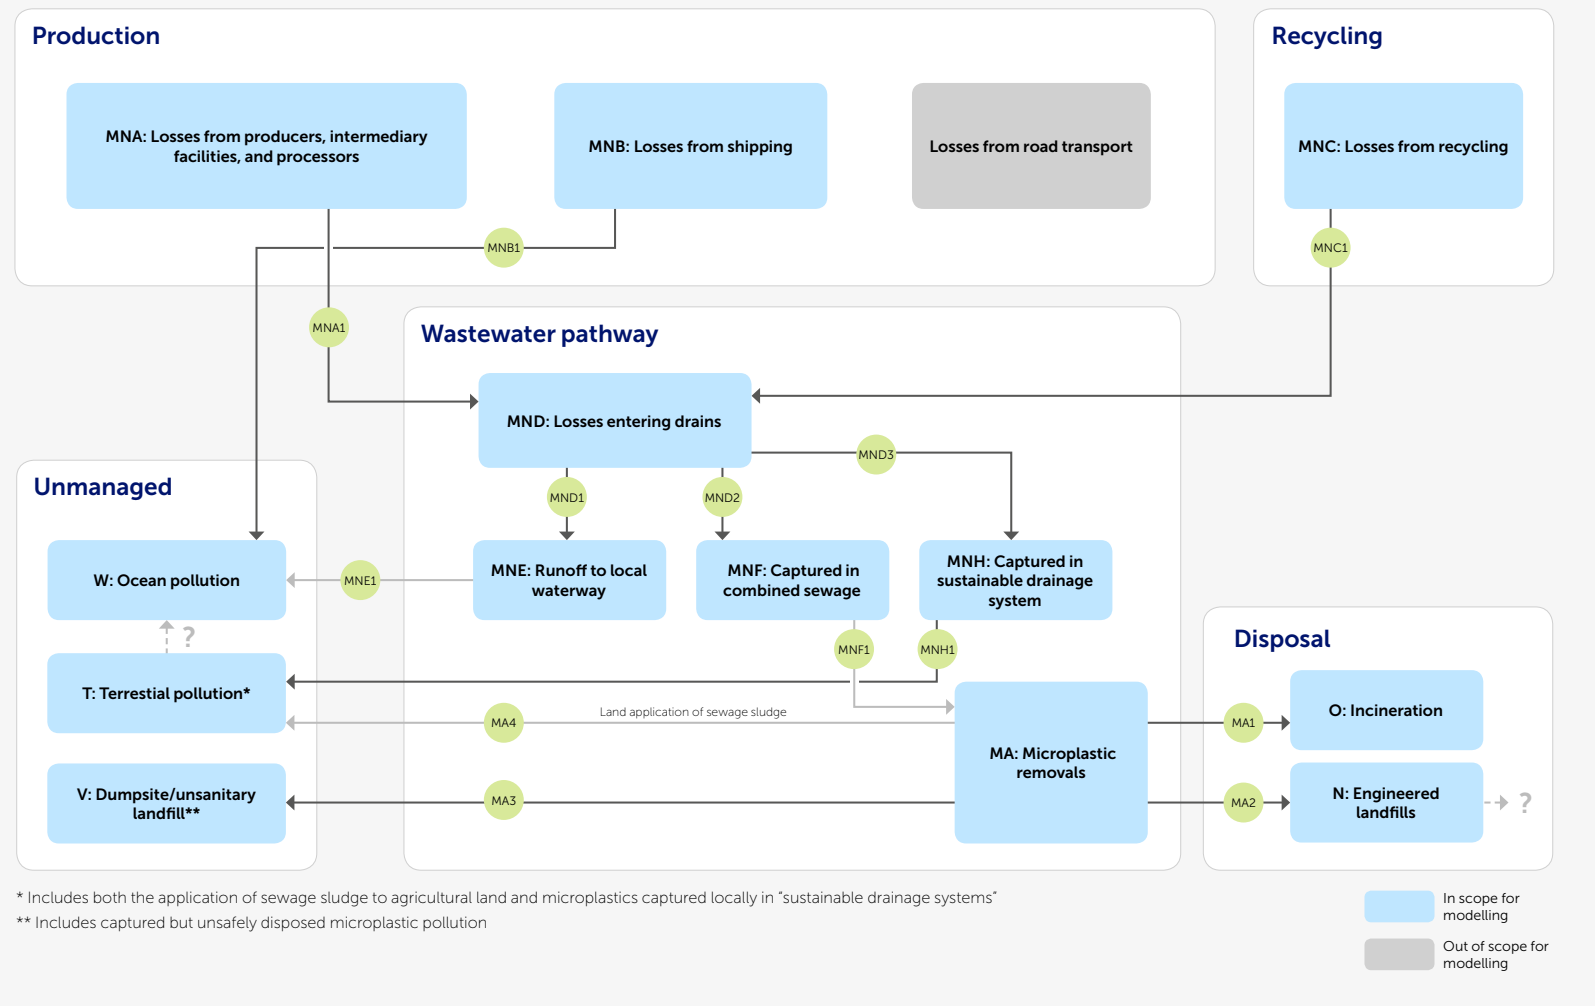 Production
Recycling
MNA: Losses from producers, intermediary
facilities, and processors
MNB: Losses from shipping
Losses from road transport
MNC: Losses from recycling
MNB1
MNC1
MNA1
Wastewater pathway
MND: Losses entering drains
MND3
Unmanaged
MND1
MND2
W: Ocean pollution
MNE1
MNE: Runoff to local
waterway
MNF: Captured in
combined sewage
MNH: Captured in
sustainable drainage
system
?
MNF1
MNH1
Disposal
T: Terrestial pollution*
MA4
Land application of sewage sludge
MA: Microplastic
removals
MA1
O: Incineration
V: Dumpsite/unsanitary
landfill**
MA3
MA2
N: Engineered
landfills
?
* Includes both the application of sewage sludge to agricultural land and microplastics captured locally in “sustainable drainage systems”
** Includes captured but unsafely disposed microplastic pollution
In scope for
modelling
Out of scope for
modelling